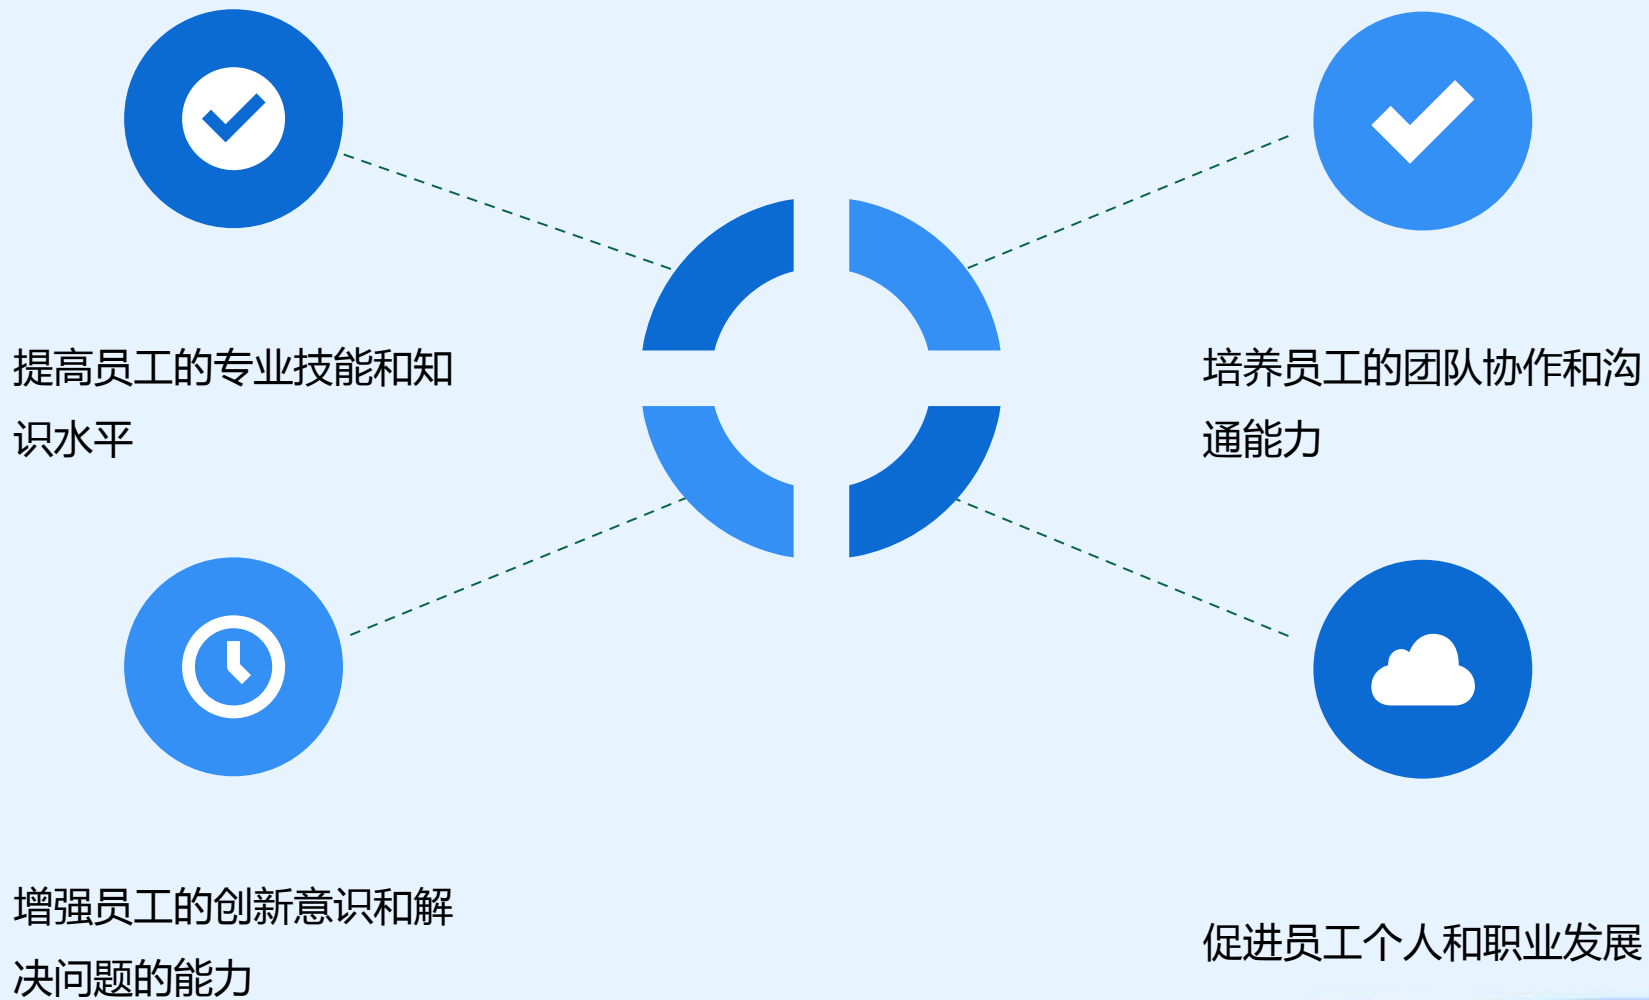 提高员工的专业技能和知
识水平
培养员工的团队协作和沟
通能力
增强员工的创新意识和解
决问题的能力
促进员工个人和职业发展